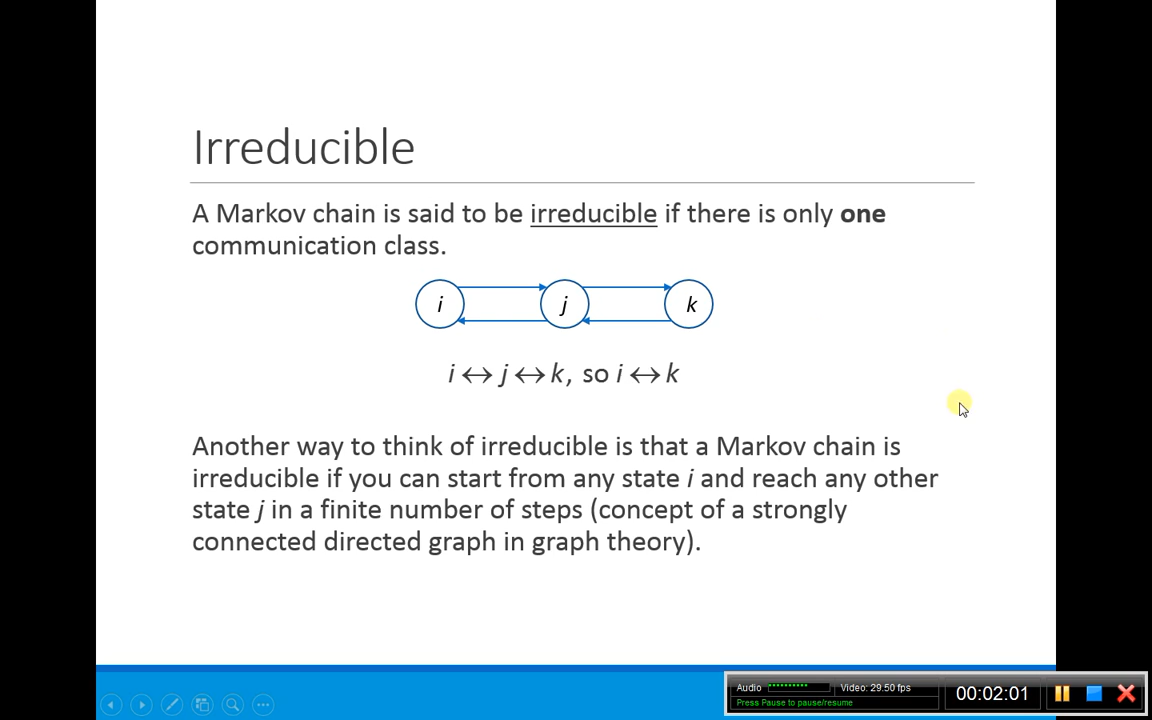 Irreducible
A Markov chain is said to be irreducible if there is only one
communication class.
i j k
i ↔ j ↔ k, so i ↔ k
Another way to think of irreducible is that a Markov chain is
irreducible if you can start from any state i and reach any other
state j in a finite number of steps (concept of a strongly
connected directed graph in graph theory).
Audio Video: 29.50 fps
Press Pause to pause/resume
00:02:01